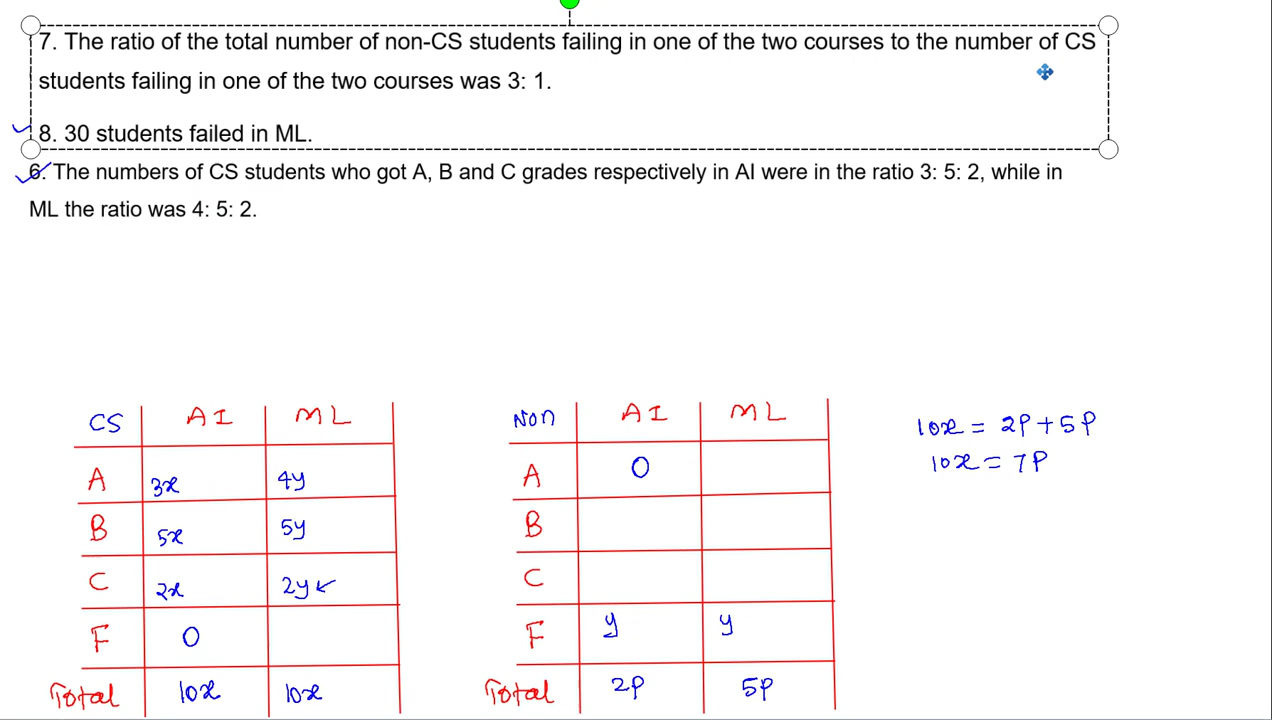 7. The ratio of the total number of non-CS students failing in one of the two courses to the number of CS
students failing in one of the two courses was 3: 1.
8. 30 students failed in ML.
6. The numbers of CS students who got A, B and C grades respectively in AI were in the ratio 3: 5: 2, while in
ML the ratio was 4: 5: 2.
CS AI ML
A 3x 4y
B 5x 5y
C 2x 2y
F 0
Total 10x 10x
Non AI ML
A 0
B
C
F y y
Total 2P 5P
10x = 2P + 5P
10x = 7P